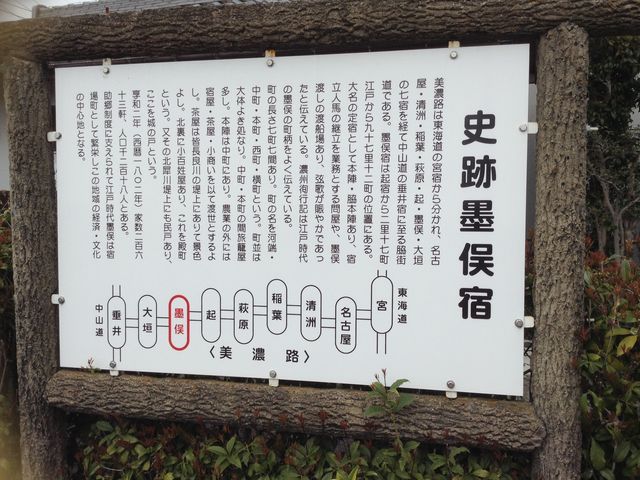 史跡墨俣宿
美濃路は東海道の宮宿から分かれ、名古
屋・清洲・稲葉・萩原・起・墨俣・大垣
の七宿を経て中山道の垂井宿に至る脇街
道である。墨俣宿は起宿から二里十七町
江戸から九十七里十二町の位置にある。
大名の定宿として本陣・脇本陣あり、宿
立人馬の継立を業務とする問屋や、墨俣
渡しの渡船場あり、弦歌が賑やかであっ
たと伝えている。濃州徇行記は江戸時代
の墨俣の町柄をよく伝えている。
町の長さ七町七間あり。町の名を河端・
中町・本町・西町・横町という。町並は
大体よき処なり。中町・本町の間旅籠屋
多し。本陣は中町にあり。農業の外には
宿屋・茶屋・小商いを以て渡世とするよ
し。茶屋は皆長良川の堤上にありて景色
よし。北裏に小百姓屋あり、これを殿町
という。又その北犀川堤上にも民戸あり、
ここを城の戸という。
享和二年(西暦一八〇二年)家数二百六
十三軒、人口千二百十八人とある。
助郷制度に支えられて江戸時代墨俣は宿
場町として繁栄しこの地域の経済・文化
の中心地となる。
東海道
宮
名古屋
清洲
稲葉
萩原
起
墨俣
大垣
垂井
中山道
〈美濃路〉